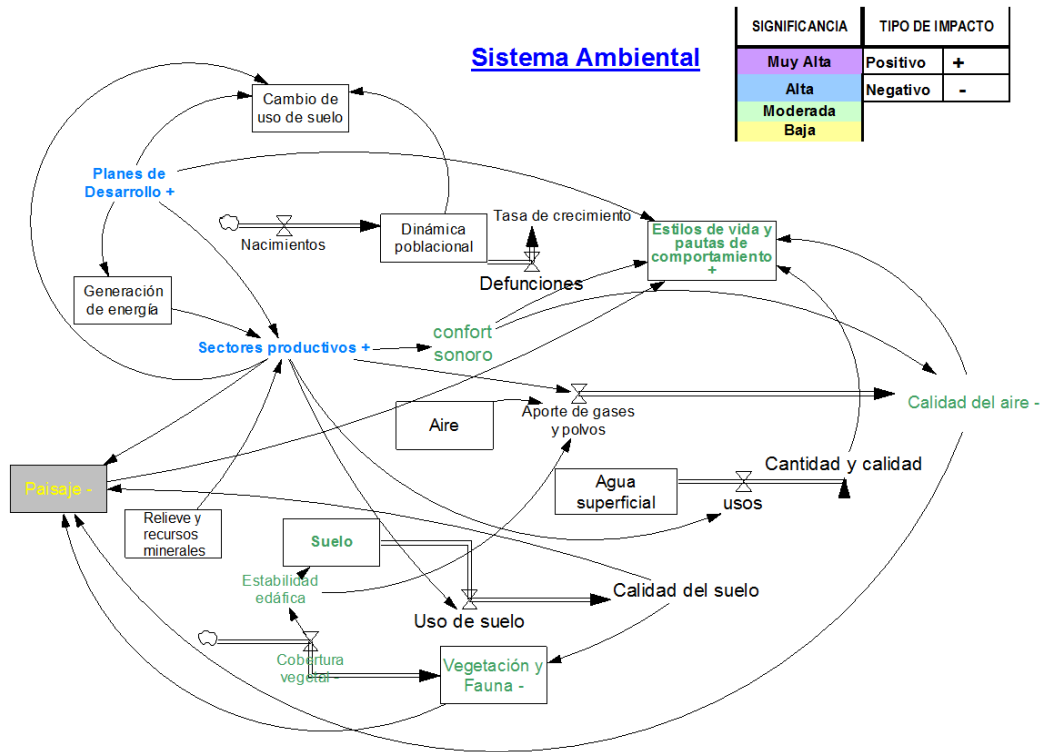 Sistema Ambiental
SIGNIFICANCIA
TIPO DE IMPACTO
Muy Alta
Positivo
+
Alta
Negativo
-
Moderada
Baja
Cambio de
uso de suelo
Planes de
Desarrollo +
Nacimientos
Dinámica
poblacional
Tasa de crecimiento
Defunciones
Estilos de vida y
pautas de
comportamiento
+
Generación
de energía
Sectores productivos +
confort
sonoro
Calidad del aire -
Aire
Aporte de gases
y polvos
Paisaje -
Relieve y
recursos
minerales
Agua
superficial
usos
Cantidad y calidad
Suelo
Estabilidad
edáfica
Uso de suelo
Calidad del suelo
Cobertura
vegetal -
Vegetación y
Fauna -